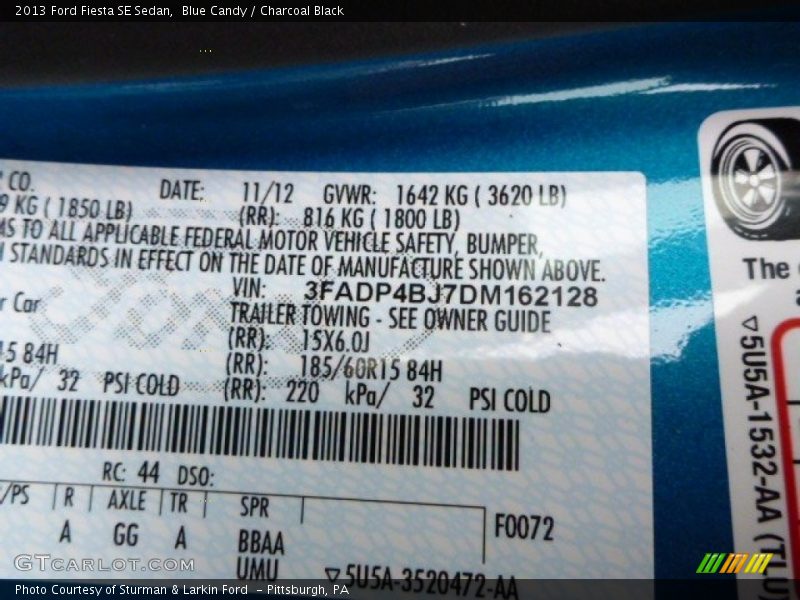 2013 Ford Fiesta SE Sedan, Blue Candy / Charcoal Black
CO. DATE: 11/12 GVWR: 1642 KG ( 3620 LB)
9 KG ( 1850 LB) (RR): 816 KG ( 1800 LB)
MS TO ALL APPLICABLE FEDERAL MOTOR VEHICLE SAFETY, BUMPER,
STANDARDS IN EFFECT ON THE DATE OF MANUFACTURE SHOWN ABOVE.
VIN: 3FADP4BJ7DM162128
r Car TRAILER TOWING - SEE OWNER GUIDE
(RR): 15X6.0J
15 84H (RR): 185/60R15 84H
kPa/ 32 PSI COLD (RR): 220 kPa/ 32 PSI COLD
RC: 44 DSO:
/PS R AXLE TR SPR F0072
A GG A BBAA
UMU ▽5U5A-3520472-AA
The
▽5U5A-1532-AA (TLU)
GTCARLOT.COM
Photo Courtesy of Sturman & Larkin Ford - Pittsburgh, PA